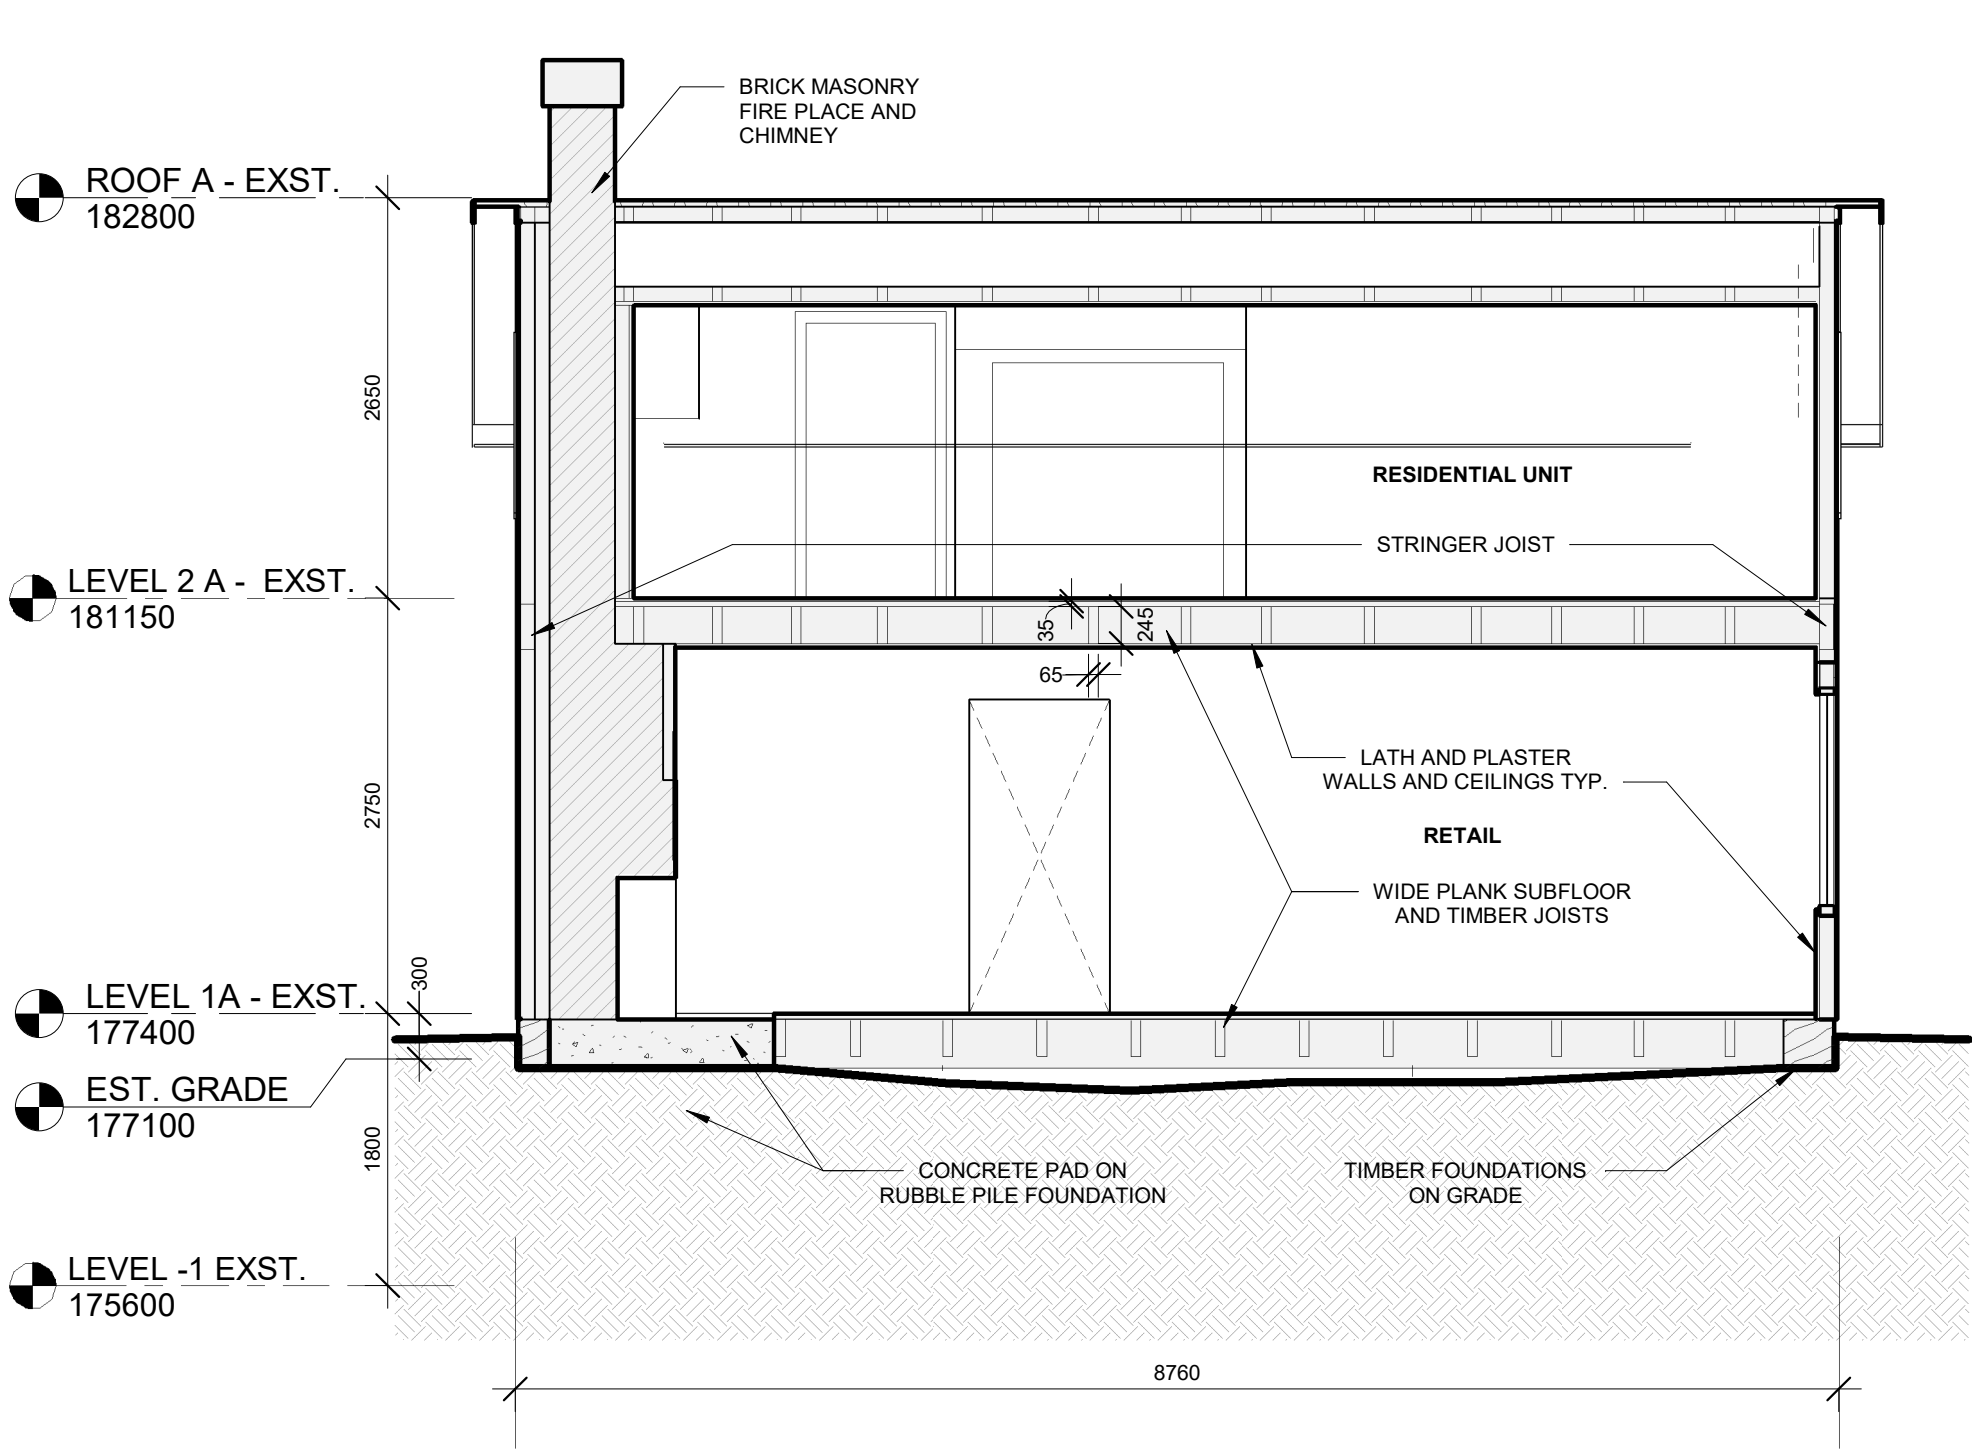 BRICK MASONRY
FIRE PLACE AND
CHIMNEY
ROOF A - EXST.
182800
2650
RESIDENTIAL UNIT
STRINGER JOIST
LEVEL 2 A - EXST.
181150
35
245
65
LATH AND PLASTER
WALLS AND CEILINGS TYP.
2750
RETAIL
WIDE PLANK SUBFLOOR
AND TIMBER JOISTS
300
LEVEL 1A - EXST.
177400
EST. GRADE
177100
1800
CONCRETE PAD ON
RUBBLE PILE FOUNDATION
TIMBER FOUNDATIONS
ON GRADE
LEVEL -1 EXST.
175600
8760